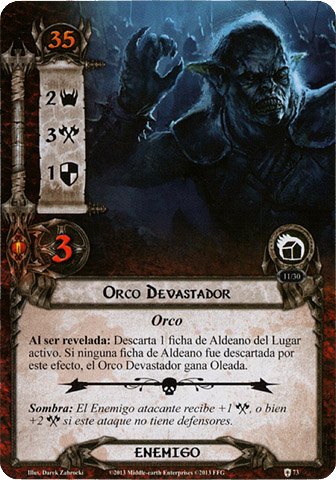 35
2
3
1
3
11/30
Orco Devastador
Orco
Al ser revelada: Descarta 1 ficha de Aldeano del Lugar
activo. Si ninguna ficha de Aldeano fue descartada por
este efecto, el Orco Devastador gana Oleada.
Sombra: El Enemigo atacante recibe +1 , o bien
+2 si este ataque no tiene defensores.
ENEMIGO
Illut. Darek Zabrocki ©2013 Middle-earth Enterprises ©2013 FFG 73